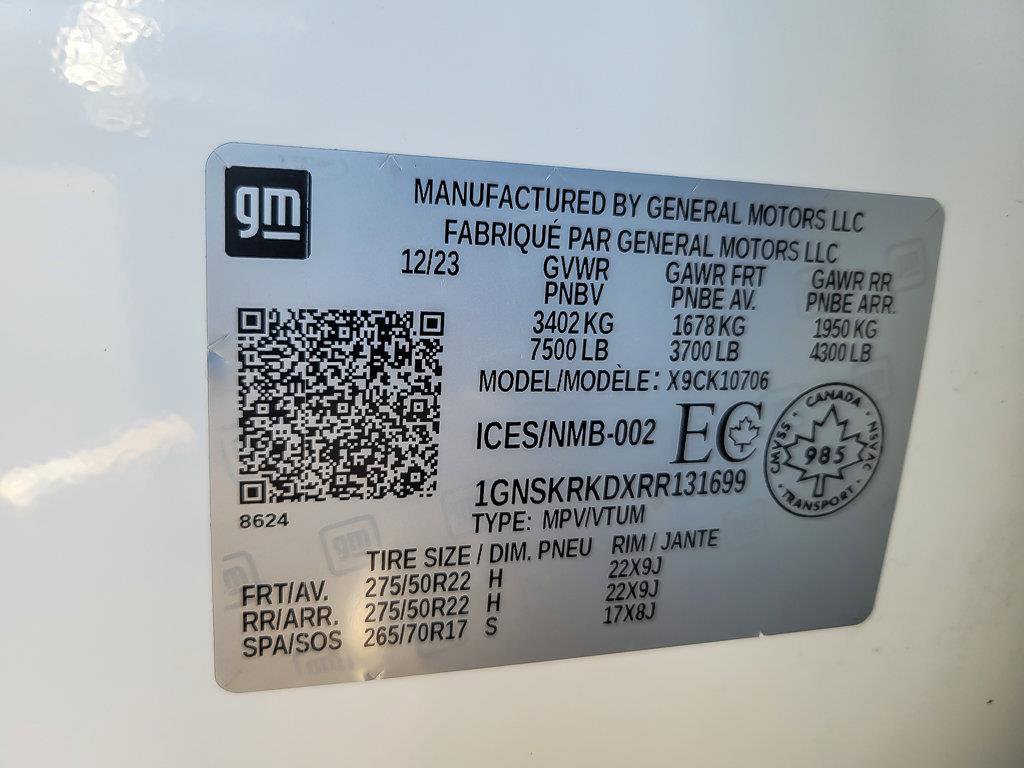 gm
MANUFACTURED BY GENERAL MOTORS LLC
FABRIQUÉ PAR GENERAL MOTORS LLC
12/23 GVWR GAWR FRT GAWR RR
PNBV PNBE AV. PNBE ARR.
3402 KG 1678 KG 1950 KG
7500 LB 3700 LB 4300 LB
MODEL/MODÈLE: X9CK10706
ICES/NMB-002 EC
CANADA
CMVSS 985 NSVAC
TRANSPORT
1GNSKRKDXRR131699
8624
TYPE: MPV/VTUM
TIRE SIZE / DIM. PNEU RIM / JANTE
FRT/AV. 275/50R22 H 22X9J
RR/ARR. 275/50R22 H 22X9J
SPA/SOS 265/70R17 S 17X8J